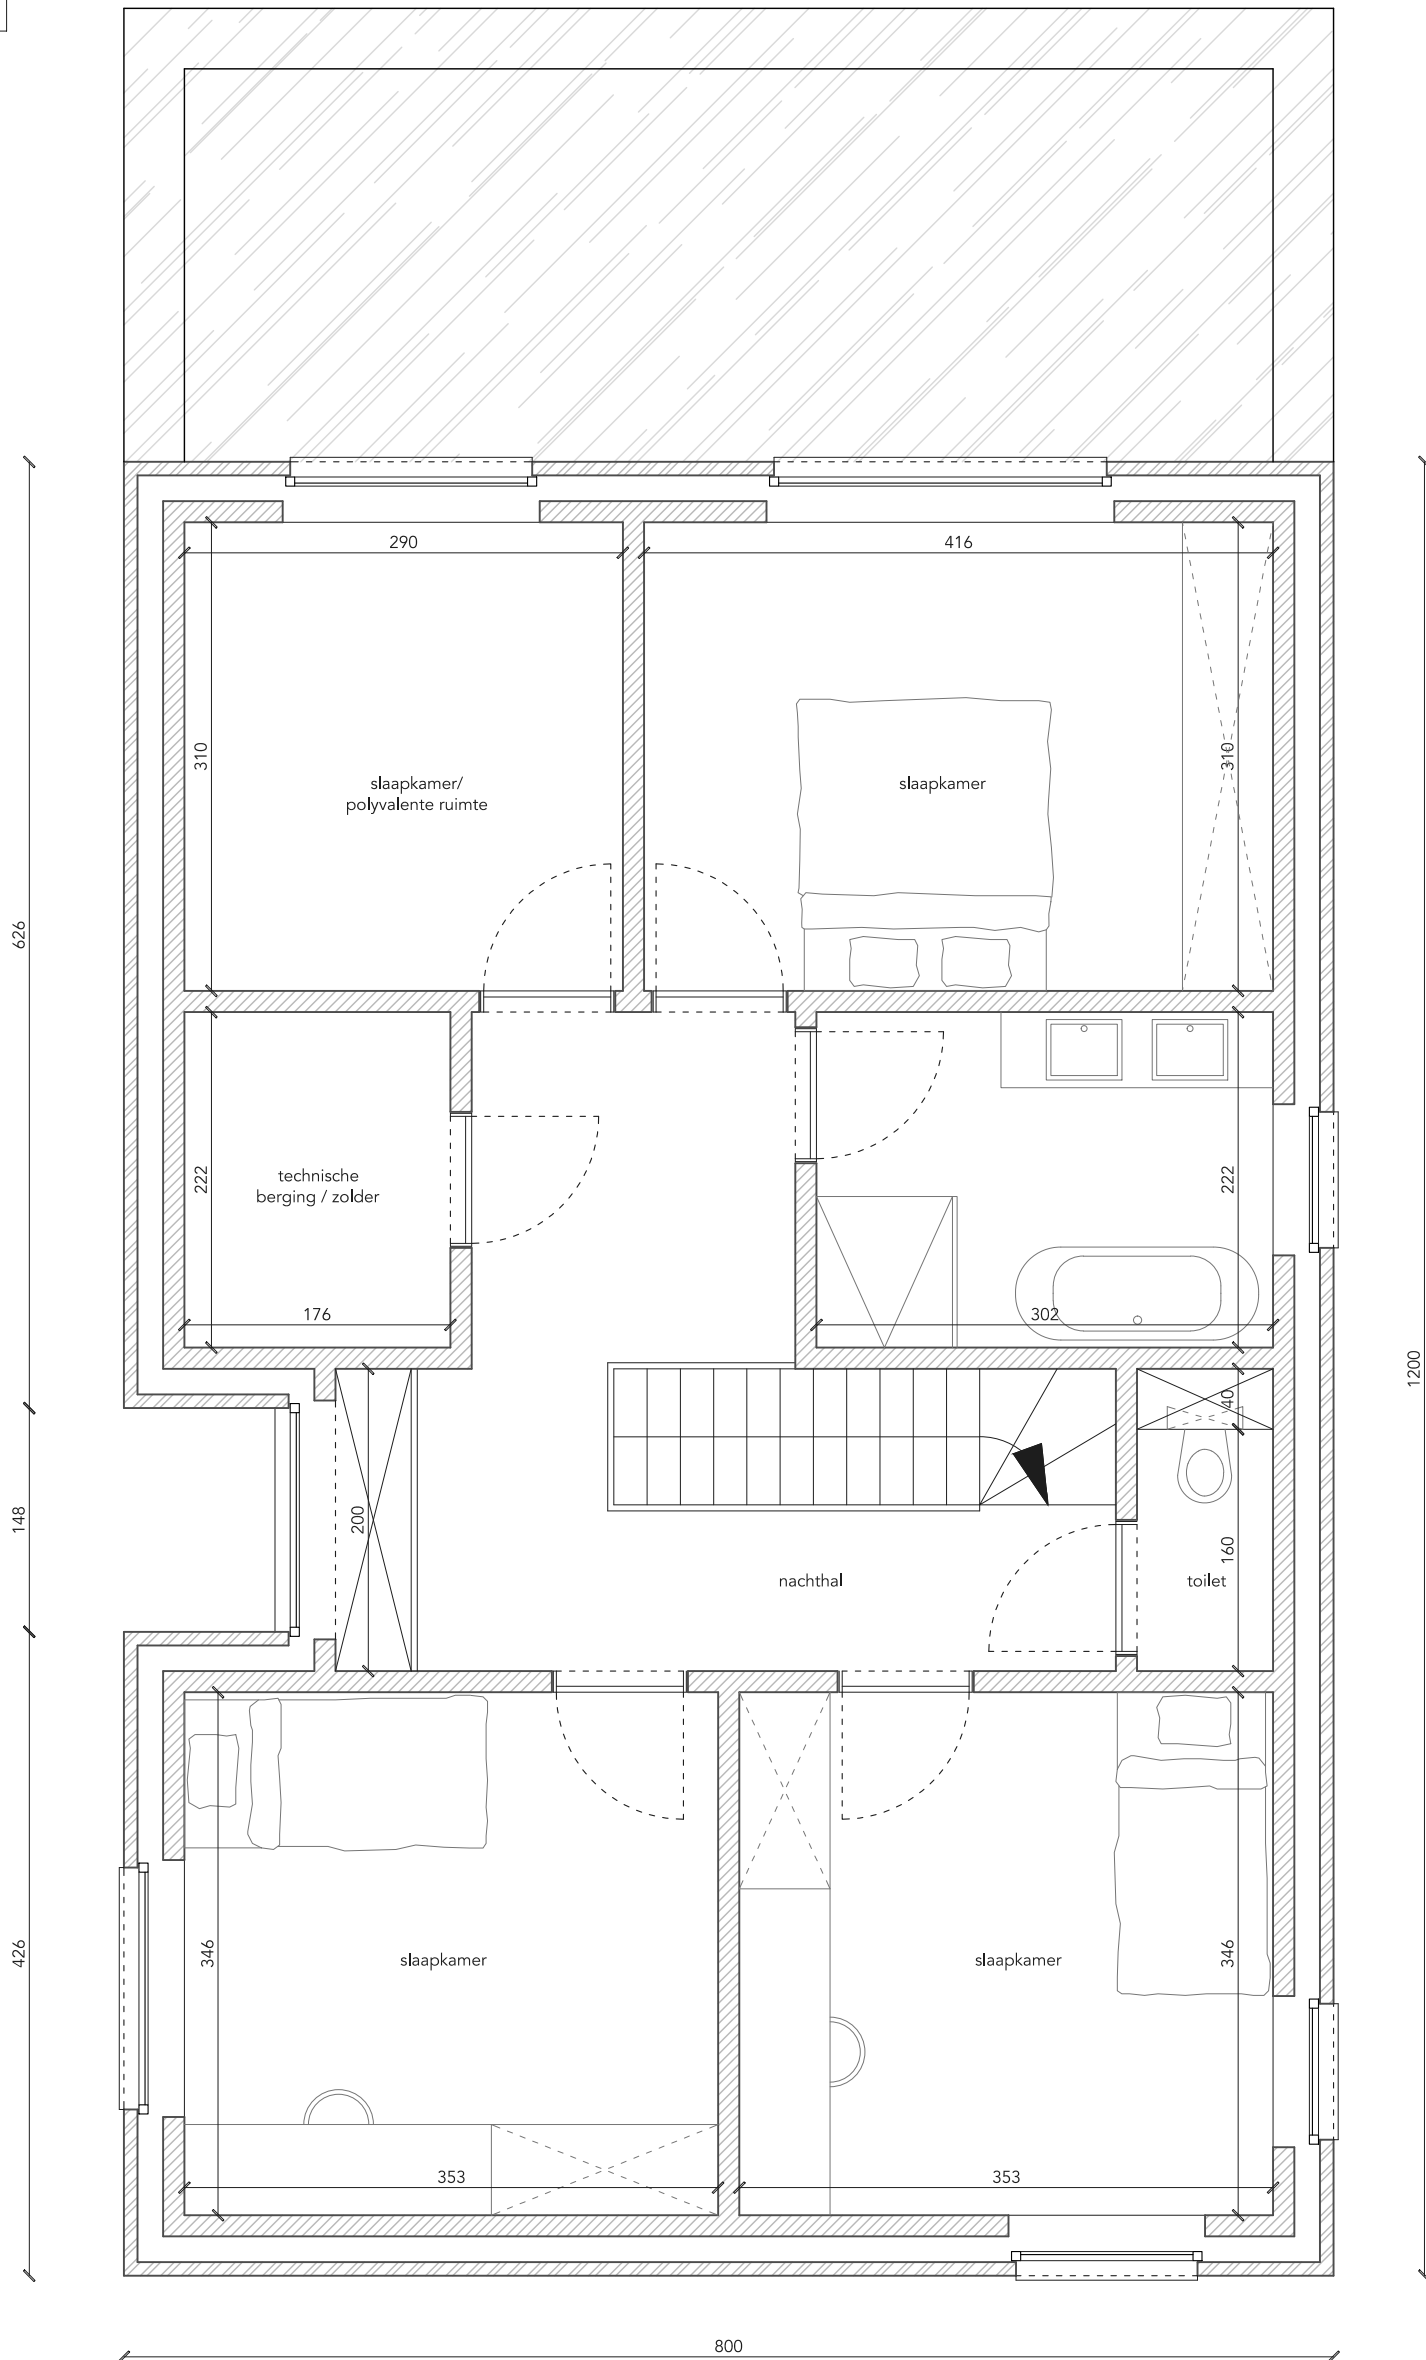 290
416
310
310
slaapkamer/
polyvalente ruimte
slaapkamer
626
222
technische
berging / zolder
222
176
302
1200
40
200
148
160
nachthal
toilet
426
346
slaapkamer
slaapkamer
346
353
353
800